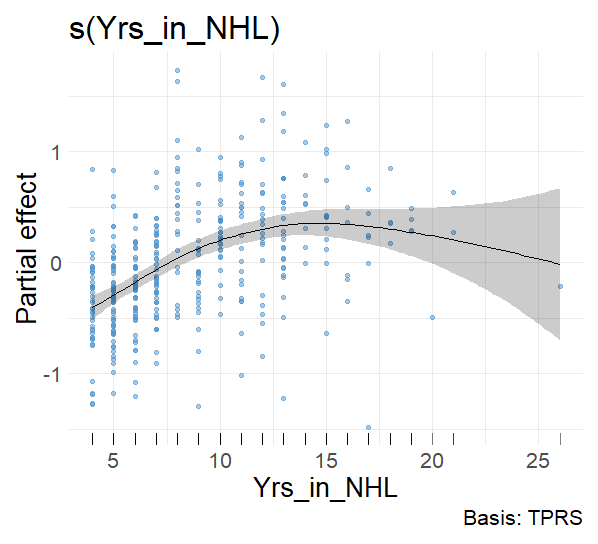 s(Yrs_in_NHL)
Partial effect
1
0
-1
5 10 15 20 25
Yrs_in_NHL
Basis: TPRS